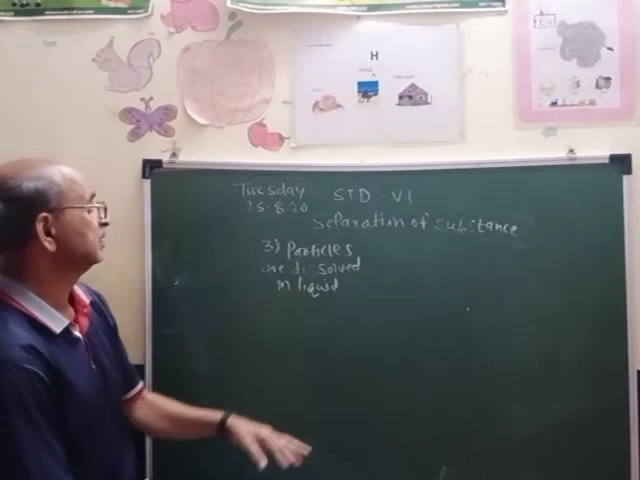 H
Tuesday STD-VI
25-8-20
Separation of substance
3) Particles
are dissolved
in liquid